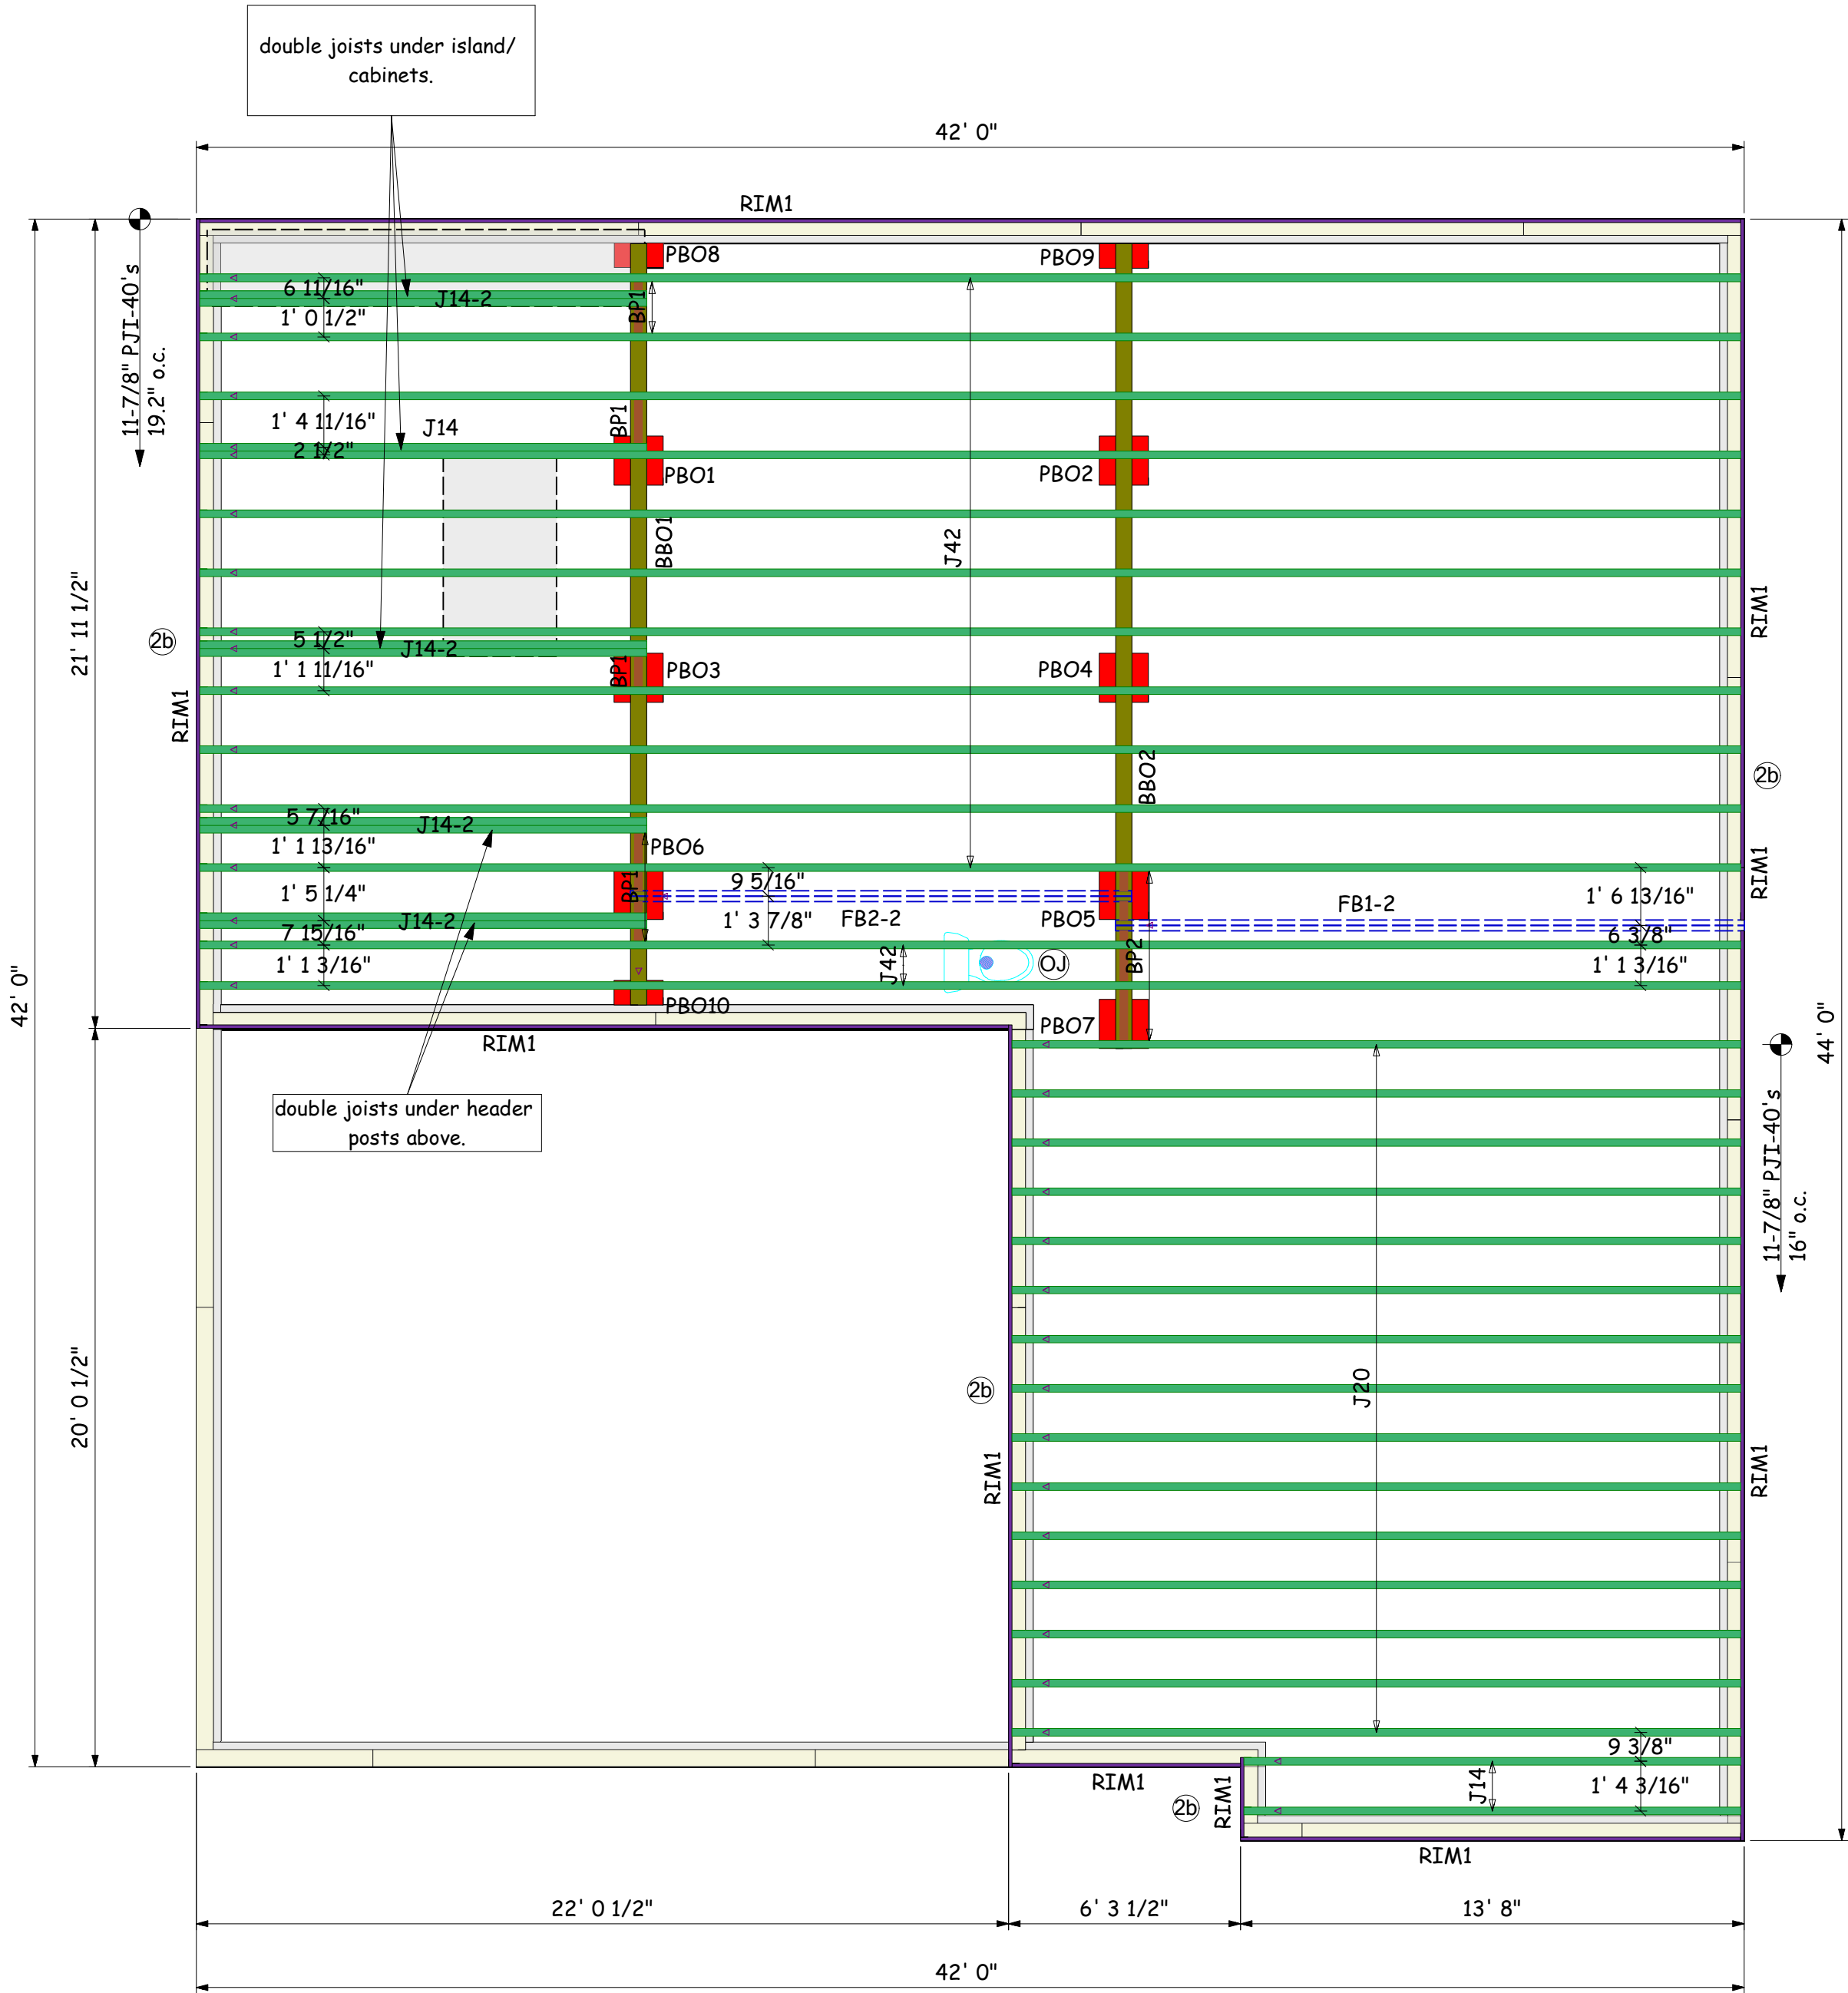 double joists under island/
cabinets.
42' 0"
RIM1
PBO8
PBO9
6 11/16"
J14-2
BP1
1' 0 1/2"
11-7/8" PJI-40's
19.2" o.c.
1' 4 11/16"
J14
BP1
2 1/2"
PBO1
PBO2
BBO1
J42
21' 11 1/2"
RIM1
2b
5 1/2"
J14-2
1' 1 11/16"
BP1
PBO3
PBO4
RIM1
BBO2
2b
5 7/16"
J14-2
1' 1 13/16"
PBO6
BP1
9 5/16"
RIM1
1' 5 1/4"
1' 6 13/16"
FB1-2
J14-2
1' 3 7/8"
FB2-2
PBO5
7 15/16"
6 3/8"
1' 1 3/16"
J42
OJ
BP2
1' 1 3/16"
42' 0"
PBO10
PBO7
44' 0"
RIM1
double joists under header
posts above.
11-7/8" PJI-40's
16" o.c.
20' 0 1/2"
2b
J20
RIM1
RIM1
9 3/8"
RIM1
J14
1' 4 3/16"
2b
RIM1
RIM1
22' 0 1/2"
6' 3 1/2"
13' 8"
42' 0"